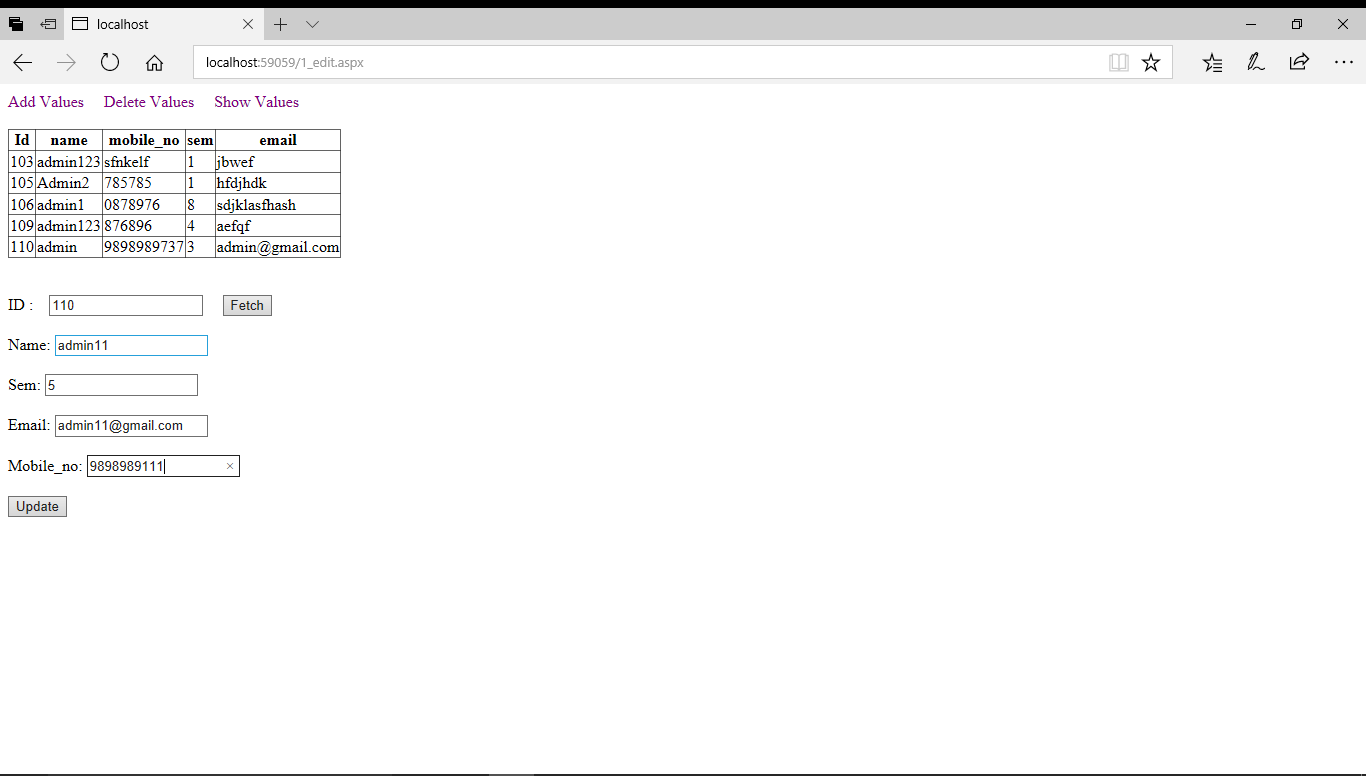 localhost
localhost:59059/1_edit.aspx
Add Values Delete Values Show Values
Id name mobile_no sem email
103 admin123 sfnkelf 1 jbwef
105 Admin2 785785 1 hfdjhdk
106 admin1 0878976 8 sdjklasfhash
109 admin123 876896 4 aefqf
110 admin 9898989737 3 admin@gmail.com
ID : 110 Fetch
Name: admin11
Sem: 5
Email: admin11@gmail.com
Mobile_no: 9898989111
Update